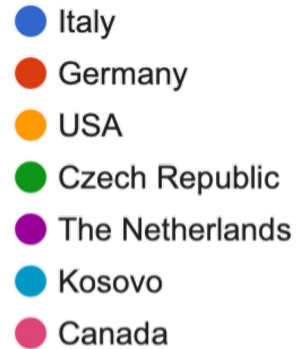 Italy
Germany
USA
Czech Republic
The Netherlands
Kosovo
Canada